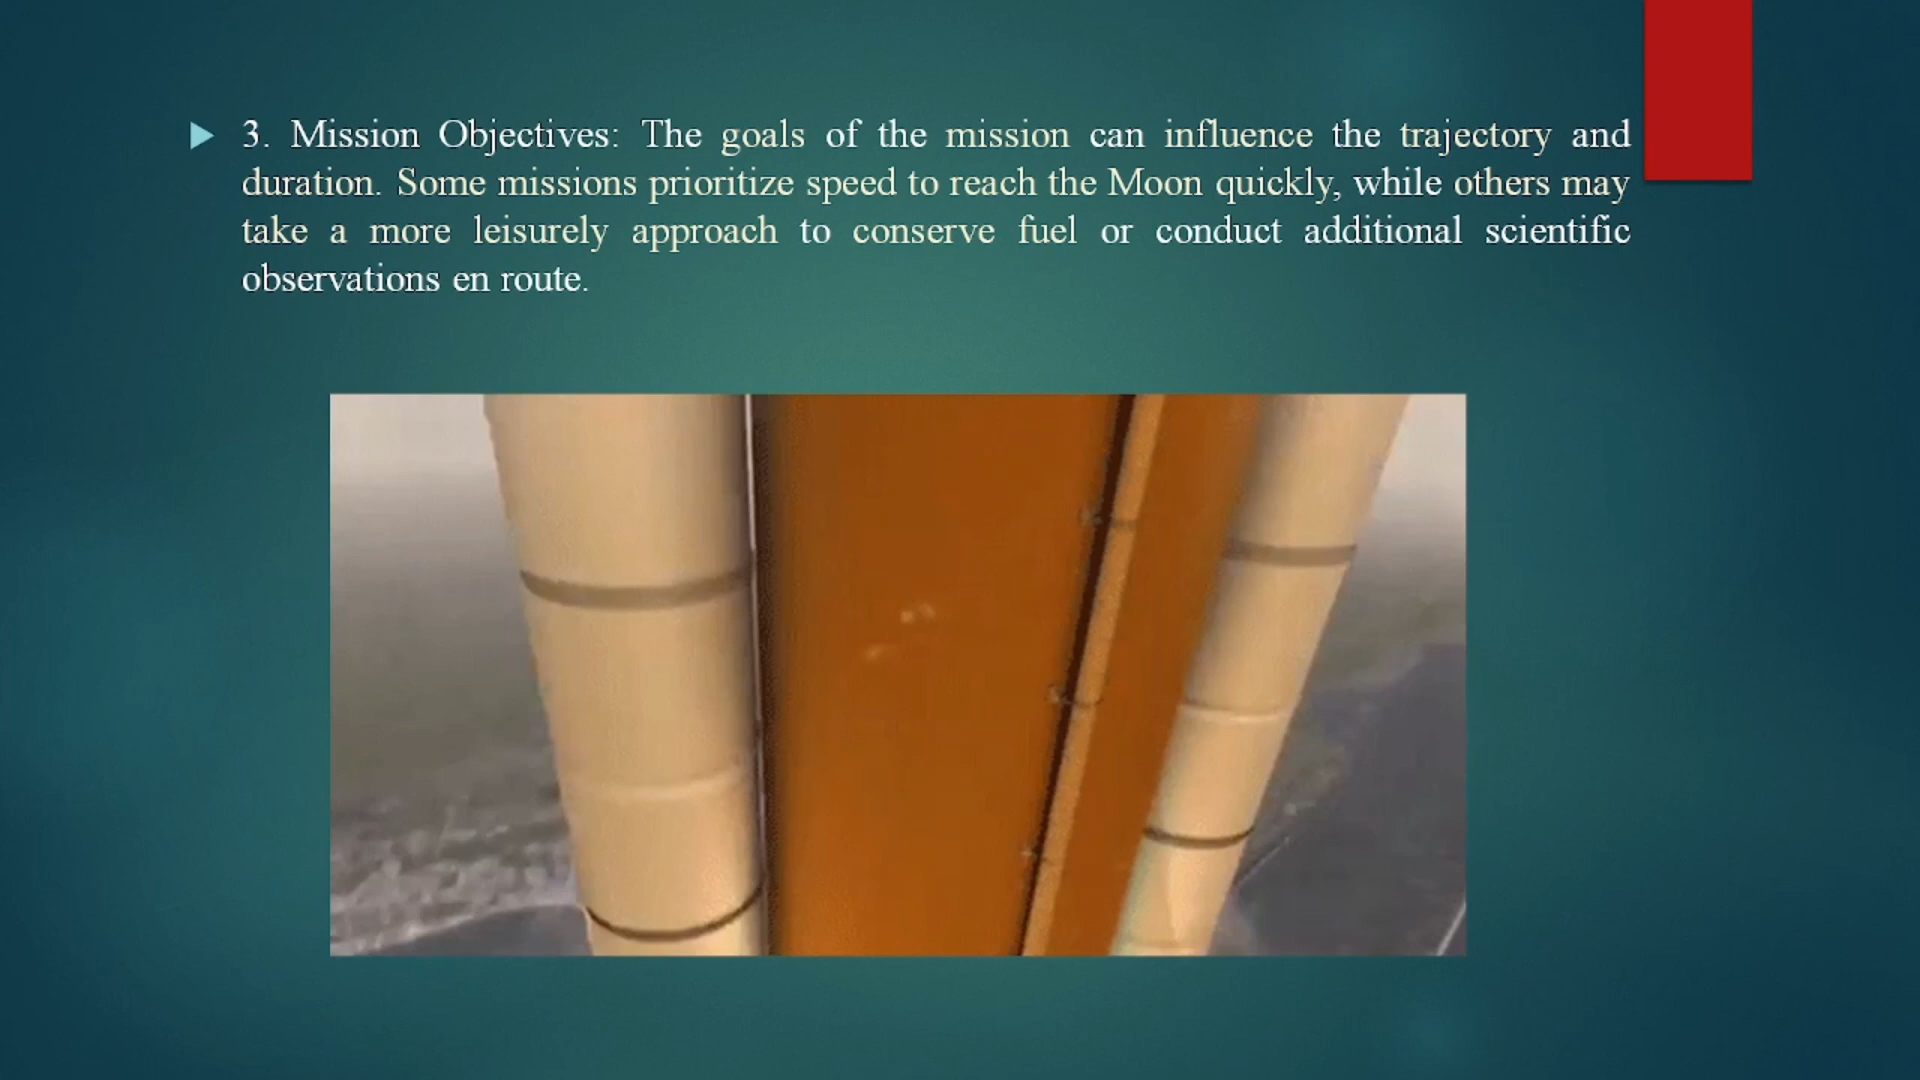 3. Mission Objectives: The goals of the mission can influence the trajectory and
duration. Some missions prioritize speed to reach the Moon quickly, while others may
take a more leisurely approach to conserve fuel or conduct additional scientific
observations en route.